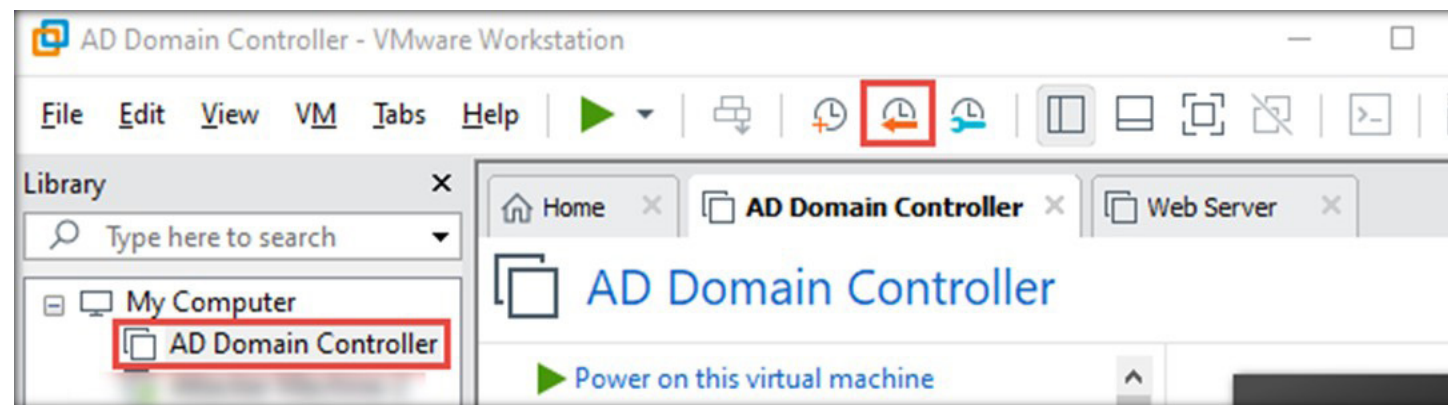 AD Domain Controller - VMware Workstation
File Edit View VM Tabs Help
Library
Home AD Domain Controller Web Server
Type here to search
AD Domain Controller
My Computer
AD Domain Controller
Power on this virtual machine